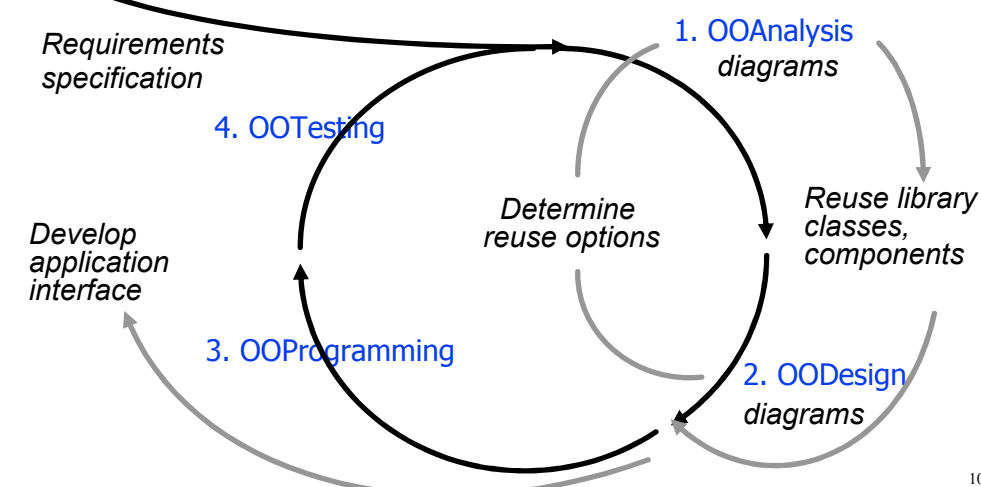 Requirements
specification
1. OOAnalysis
diagrams
4. OOTesting
Determine
reuse options
Reuse library
classes,
components
Develop
application
interface
3. OOProgramming
2. OODesign
diagrams
10